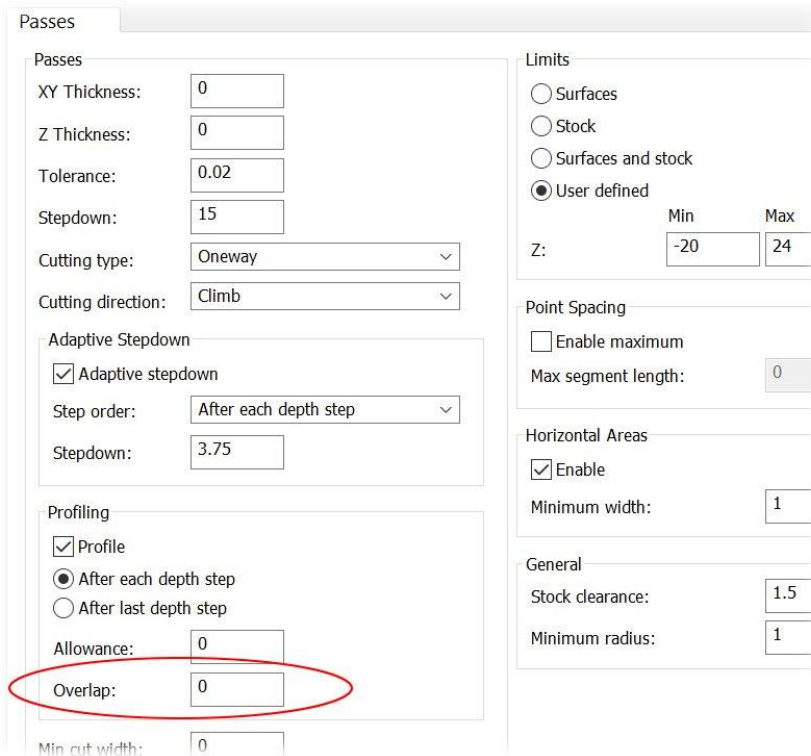 Passes
Passes
XY Thickness: 0
Z Thickness: 0
Tolerance: 0.02
Stepdown: 15
Cutting type: Oneway
Cutting direction: Climb
Adaptive Stepdown
Adaptive stepdown
Step order: After each depth step
Stepdown: 3.75
Profiling
Profile
After each depth step
After last depth step
Allowance: 0
Overlap: 0
Min cut width: 0
Limits
Surfaces
Stock
Surfaces and stock
User defined
Min Max
Z: -20 24
Point Spacing
Enable maximum
Max segment length: 0
Horizontal Areas
Enable
Minimum width: 1
General
Stock clearance: 1.5
Minimum radius: 1